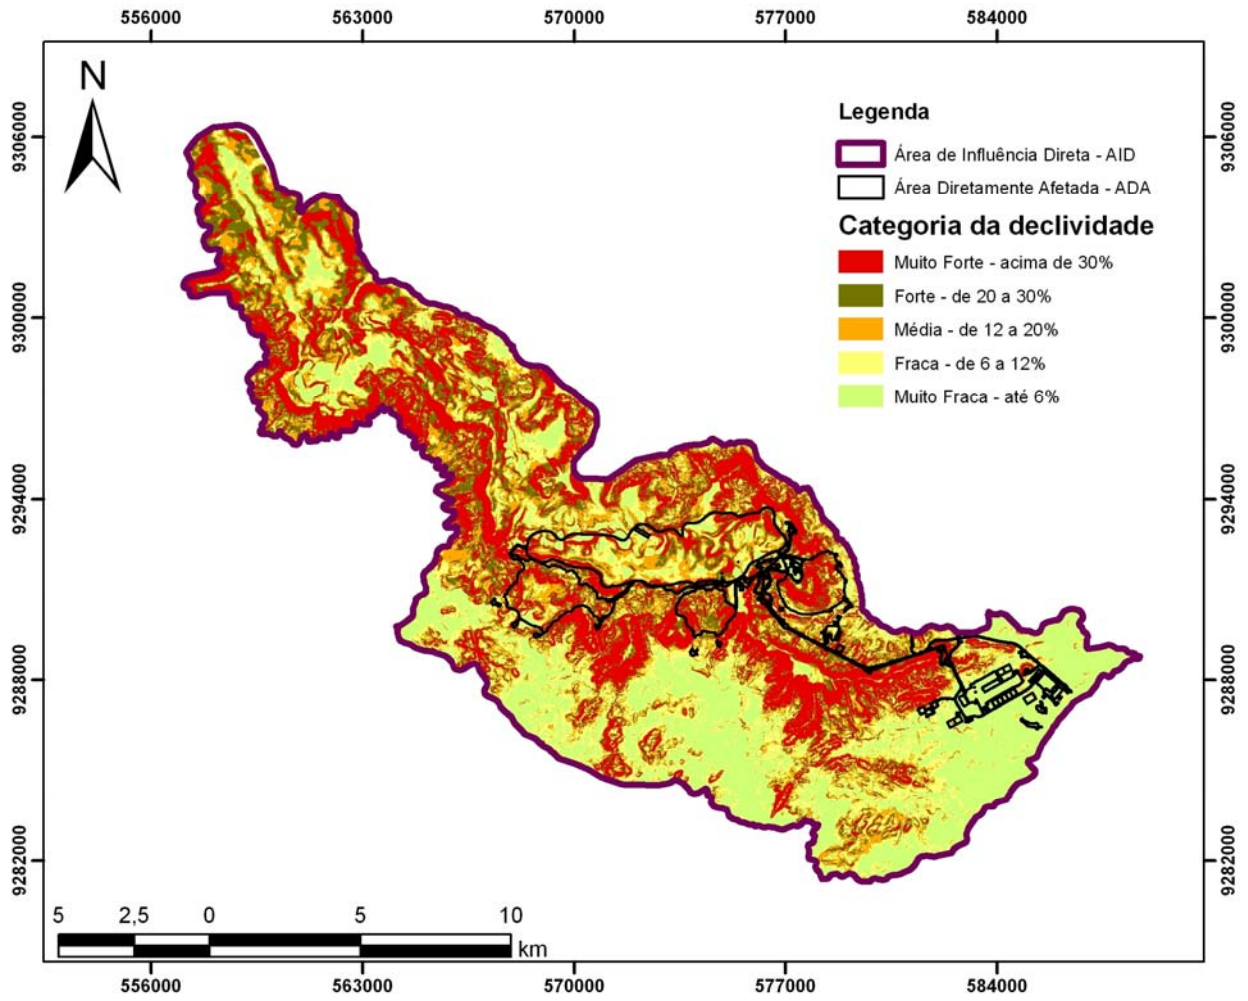 556000 563000 570000 577000 584000
N
9306000 9306000
Legenda
Área de Influência Direta - AID
Área Diretamente Afetada - ADA
Categoria da declividade
Muito Forte - acima de 30%
Forte - de 20 a 30%
Média - de 12 a 20%
Fraca - de 6 a 12%
Muito Fraca - até 6%
9300000 9300000
9294000 9294000
9288000 9288000
9282000 9282000
5 2,5 0 5 10
km
556000 563000 570000 577000 584000